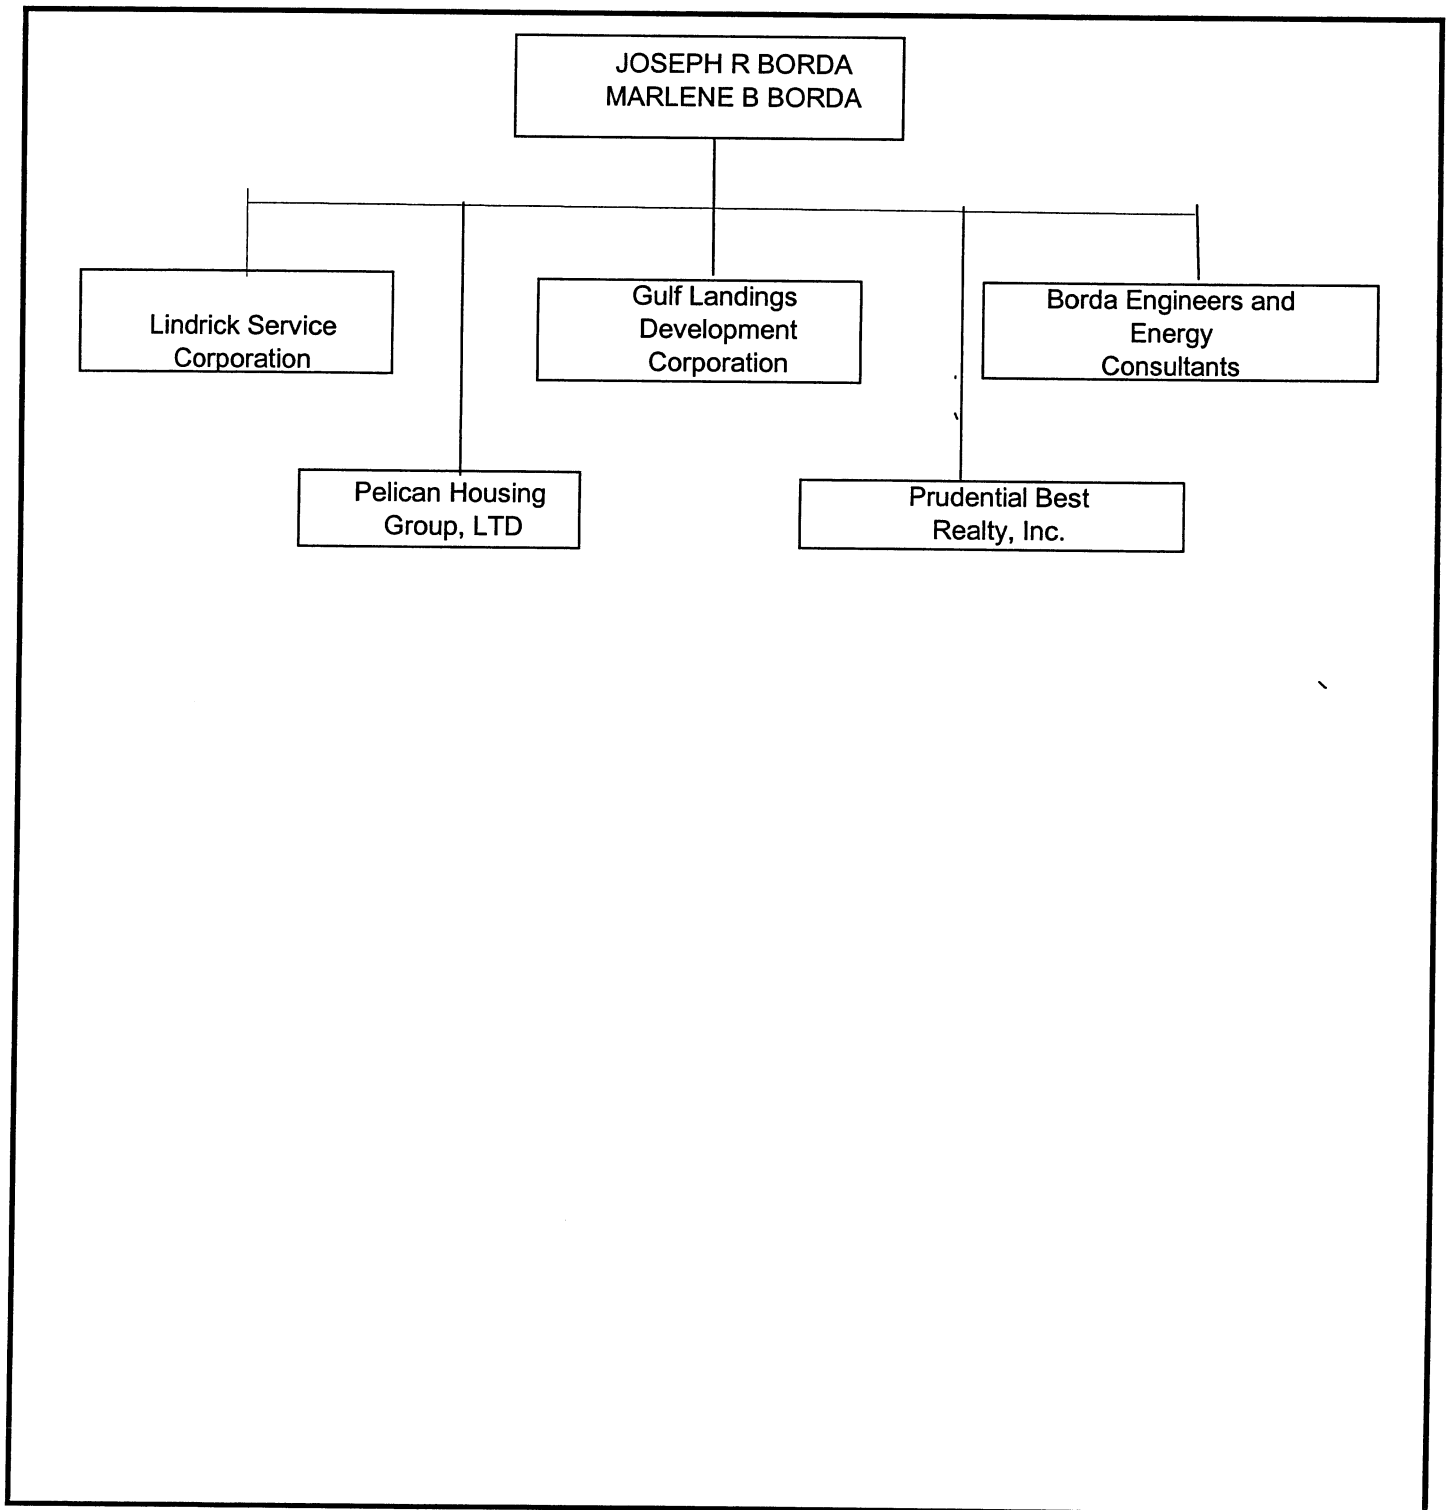 JOSEPH R BORDA
MARLENE B BORDA
Lindrick Service
Corporation
Gulf Landings
Development
Corporation
Borda Engineers and
Energy
Consultants
Pelican Housing
Group, LTD
Prudential Best
Realty, Inc.